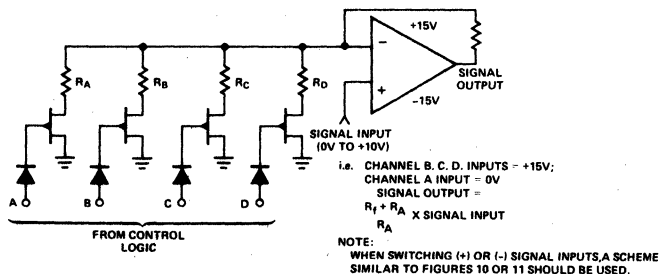 +15V
−
+
−15V
SIGNAL
OUTPUT
RA
RB
RC
RD
SIGNAL INPUT
(0V TO +10V)
A
B
C
D
FROM CONTROL
LOGIC
i.e. CHANNEL B. C. D. INPUTS = +15V;
CHANNEL A INPUT = 0V
SIGNAL OUTPUT =
Rf + RA
RA
X SIGNAL INPUT
NOTE:
WHEN SWITCHING (+) OR (-) SIGNAL INPUTS,A SCHEME
SIMILAR TO FIGURES 10 OR 11 SHOULD BE USED.